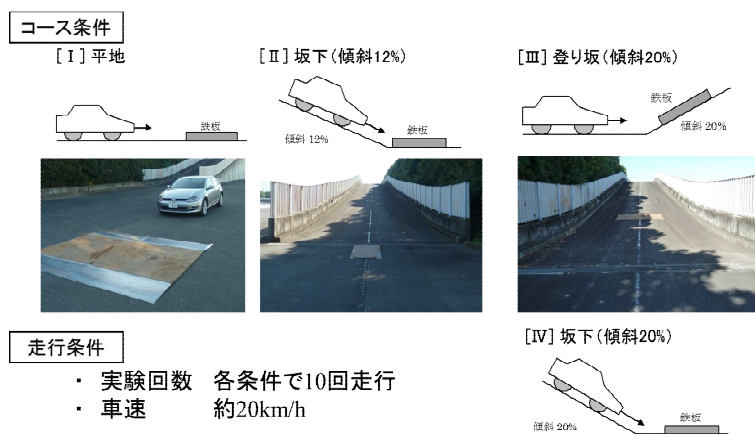 コース条件
[Ⅰ]平地
[Ⅱ]坂下(傾斜12%)
[Ⅲ]登り坂(傾斜20%)
鉄板
傾斜 12%
鉄板
鉄板
傾斜 20%
走行条件
・ 実験回数 各条件で10回走行
・ 車速 約20km/h
[Ⅳ]坂下(傾斜20%)
傾斜 20%
鉄板